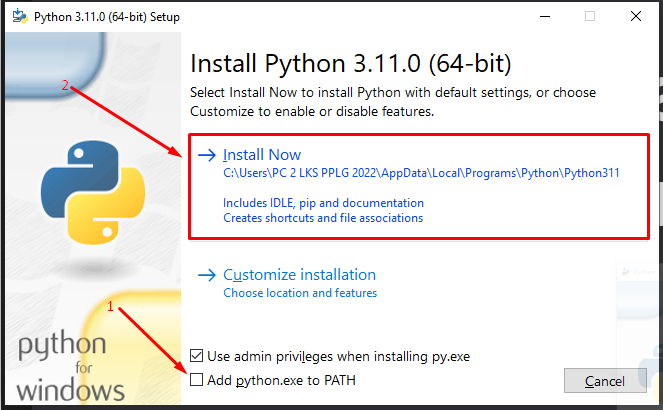 Python 3.11.0 (64-bit) Setup
Install Python 3.11.0 (64-bit)
Select Install Now to install Python with default settings, or choose
Customize to enable or disable features.
2
Install Now
C:\Users\PC 2 LKS PPLG 2022\AppData\Local\Programs\Python\Python311
Includes IDLE, pip and documentation
Creates shortcuts and file associations
Customize installation
Choose location and features
1
Use admin privileges when installing py.exe
Add python.exe to PATH
Cancel
python
for
windows